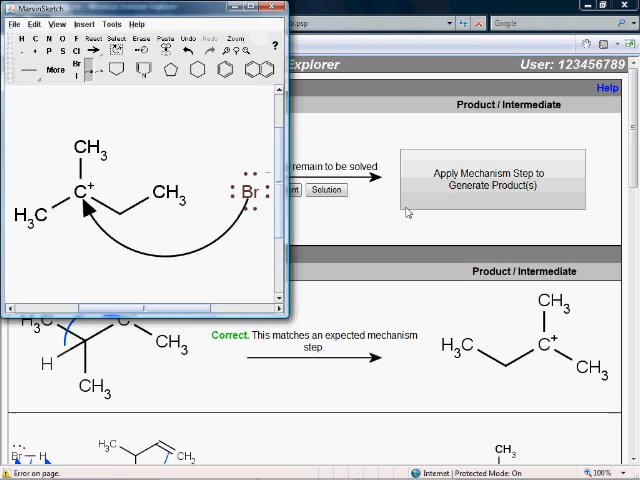 MarvinSketch
File Edit View Insert Tools Help
H C N O F Reset Select Erase Paste Undo Redo Zoom
- + P S Cl
?
More Br
I
CH3
C+
CH3
H3C
Br
b.psp
Google
Explorer User: 123456789
Help
Product / Intermediate
remain to be solved
Solution
Apply Mechanism Step to
Generate Product(s)
Product / Intermediate
H3C
C
CH3
H
CH3
Correct. This matches an expected mechanism
step.
CH3
H3C
C+
CH3
Br — H
H3C
CH2
CH3
Error on page.
Internet | Protected Mode: On
100%